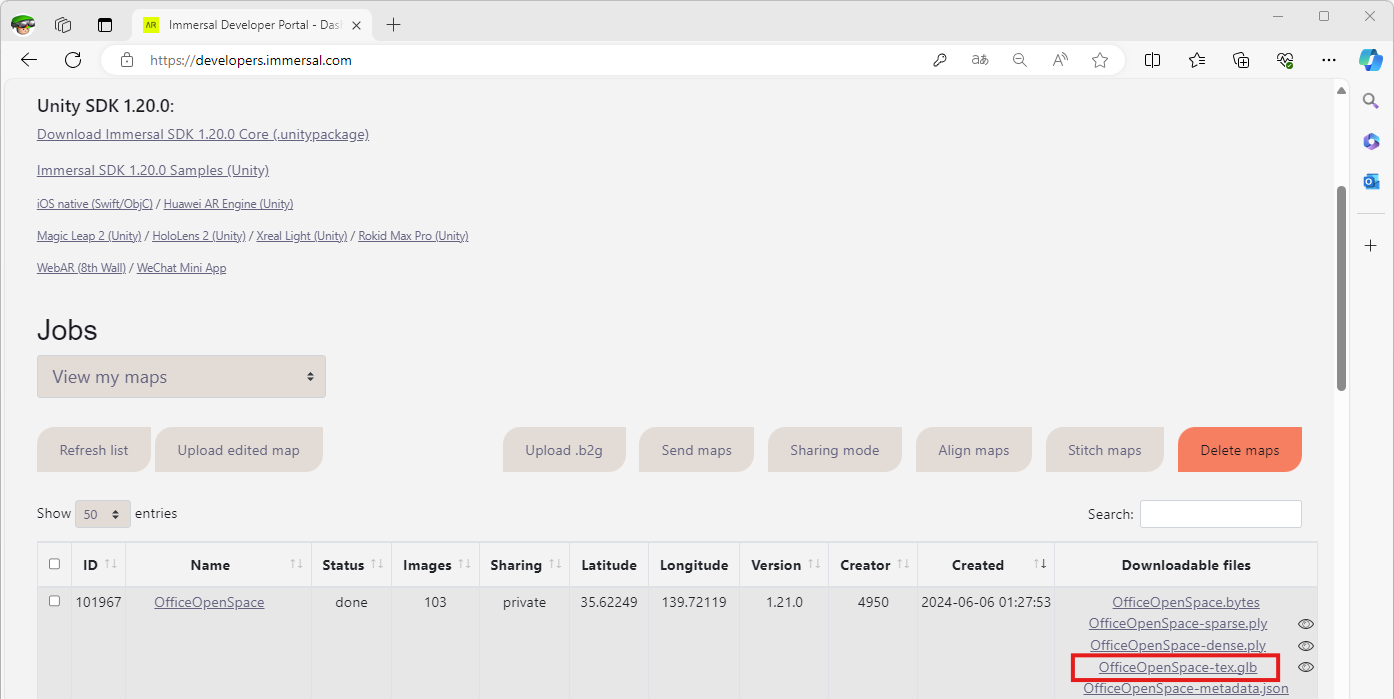 AR Immersal Developer Portal - Das
https://developers.immersal.com
Unity SDK 1.20.0:
Download Immersal SDK 1.20.0 Core (.unitypackage)
Immersal SDK 1.20.0 Samples (Unity)
iOS native (Swift/ObjC) / Huawei AR Engine (Unity)
Magic Leap 2 (Unity) / HoloLens 2 (Unity) / Xreal Light (Unity) / Rokid Max Pro (Unity)
WebAR (8th Wall) / WeChat Mini App
Jobs
View my maps
Refresh list Upload edited map Upload .b2g Send maps Sharing mode Align maps Stitch maps Delete maps
Show 50 entries Search:
ID Name Status Images Sharing Latitude Longitude Version Creator Created Downloadable files
101967 OfficeOpenSpace done 103 private 35.62249 139.72119 1.21.0 4950 2024-06-06 01:27:53 OfficeOpenSpace.bytes
OfficeOpenSpace-sparse.ply
OfficeOpenSpace-dense.ply
OfficeOpenSpace-tex.glb
OfficeOpenSpace-metadata.json